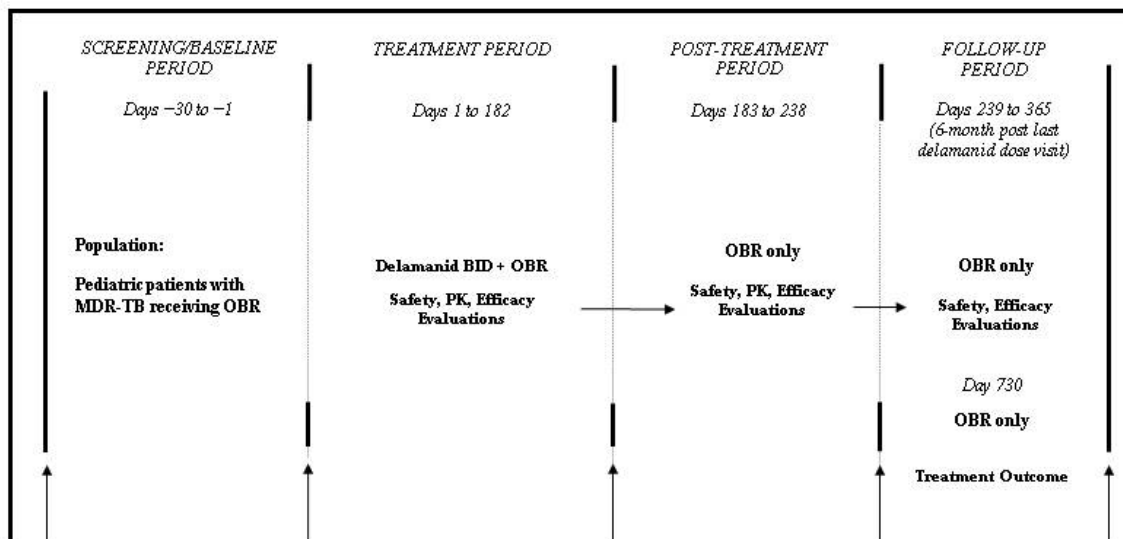 SCREENING/BASELINE
PERIOD
Days −30 to −1
TREATMENT PERIOD
Days 1 to 182
POST-TREATMENT
PERIOD
Days 183 to 238
FOLLOW-UP
PERIOD
Days 239 to 365
(6-month post last
delamanid dose visit)
Population:
Pediatric patients with
MDR-TB receiving OBR
Delamanid BID + OBR
Safety, PK, Efficacy
Evaluations
OBR only
Safety, PK, Efficacy
Evaluations
OBR only
Safety, Efficacy
Evaluations
Day 730
OBR only
Treatment Outcome